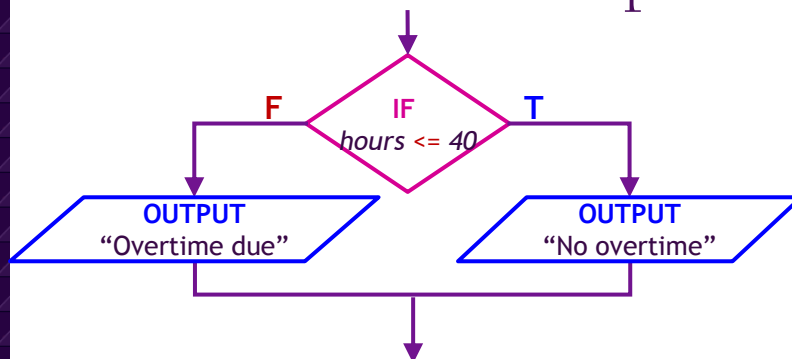 F
IF
T
hours <= 40
OUTPUT
“Overtime due”
OUTPUT
“No overtime”